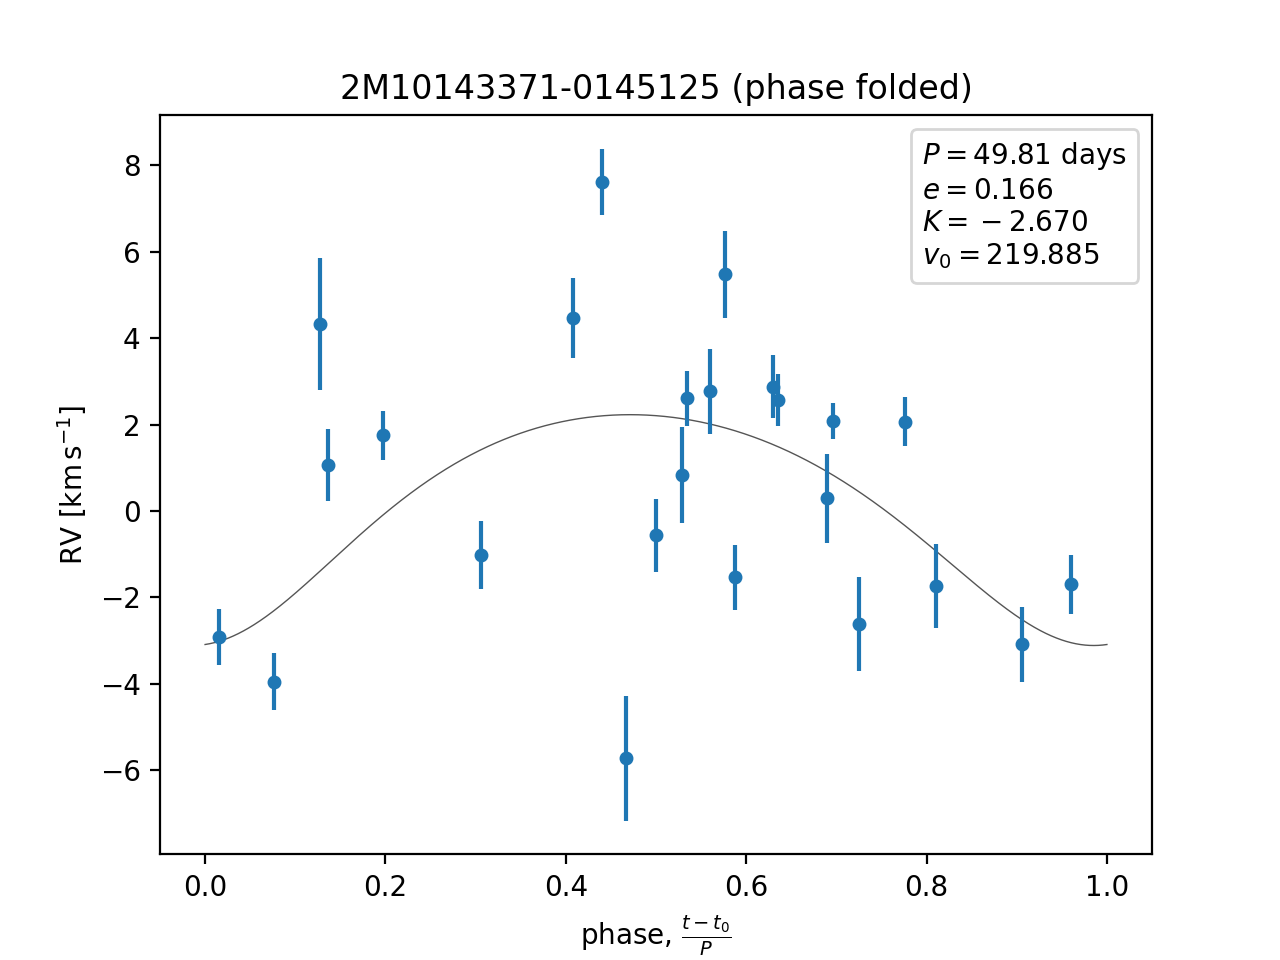 2M10143371-0145125 (phase folded)
P = 49.81 days
e = 0.166
K = −2.670
v₀ = 219.885
8
6
4
2
0
−2
−4
−6
RV [km s⁻¹]
0.0 0.2 0.4 0.6 0.8 1.0
phase, (t − t₀)/P